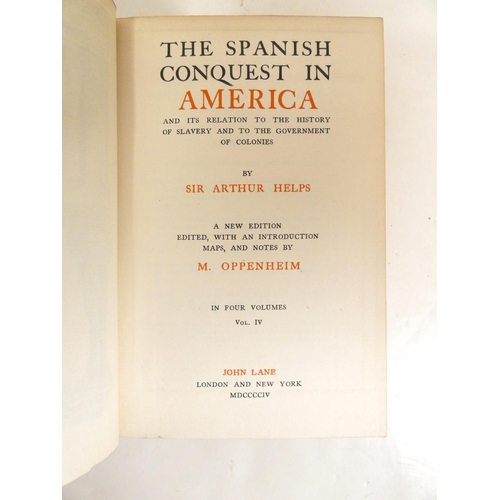 THE SPANISH
CONQUEST IN
AMERICA
AND ITS RELATION TO THE HISTORY
OF SLAVERY AND TO THE GOVERNMENT
OF COLONIES
BY
SIR ARTHUR HELPS
A NEW EDITION
EDITED, WITH AN INTRODUCTION
MAPS, AND NOTES BY
M. OPPENHEIM
IN FOUR VOLUMES
VOL. IV
JOHN LANE
LONDON AND NEW YORK
MDCCCCIV